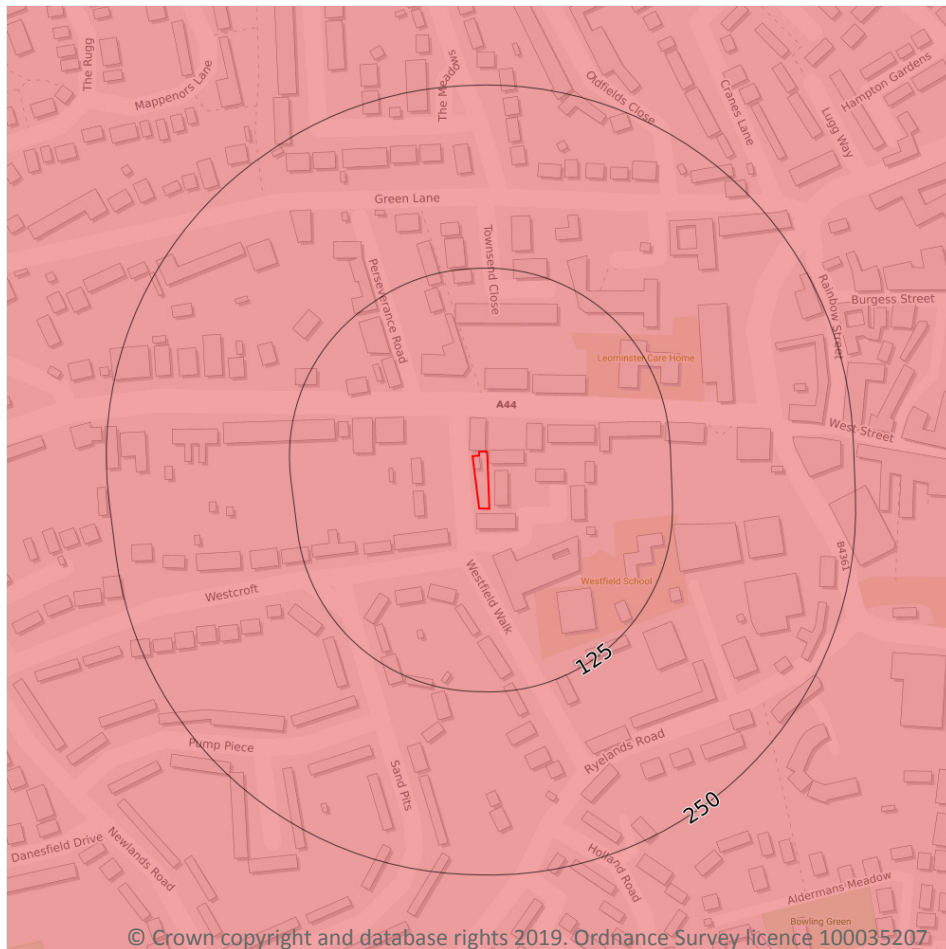 The Rugg
Mappenors Lane
The Meadows
Oldfields Close
Cranes Lane
Lugg Way
Hampton Gardens
Green Lane
Townsend Close
Perseverance Road
Rainbow Street
Burgess Street
Leominster Care Home
A44
West Street
B4361
Westcroft
Westfield Walk
Westfield School
125
Pump Piece
Sand Pits
Ryelands Road
250
Danesfield Drive
Newlands Road
Holland Road
Aldermans Meadow
Bowling Green
© Crown copyright and database rights 2019. Ordnance Survey licence 100035207